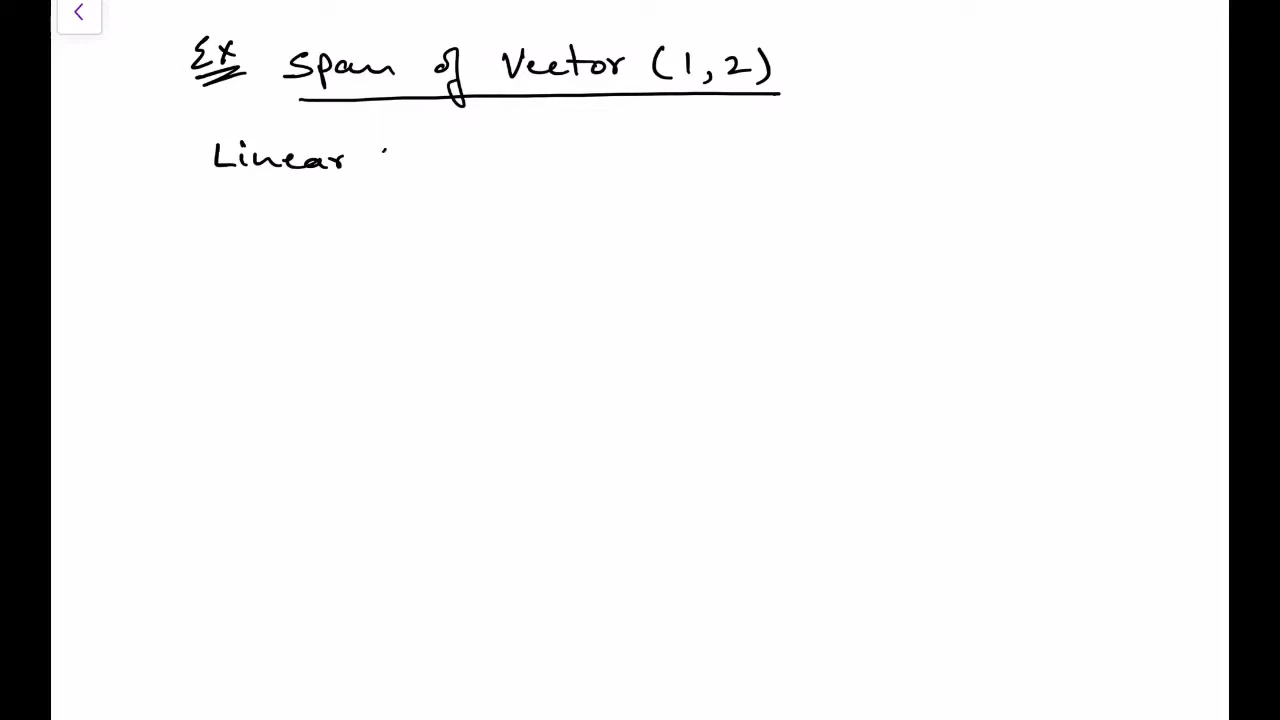 Ex Span of Vector (1,2)
Linear